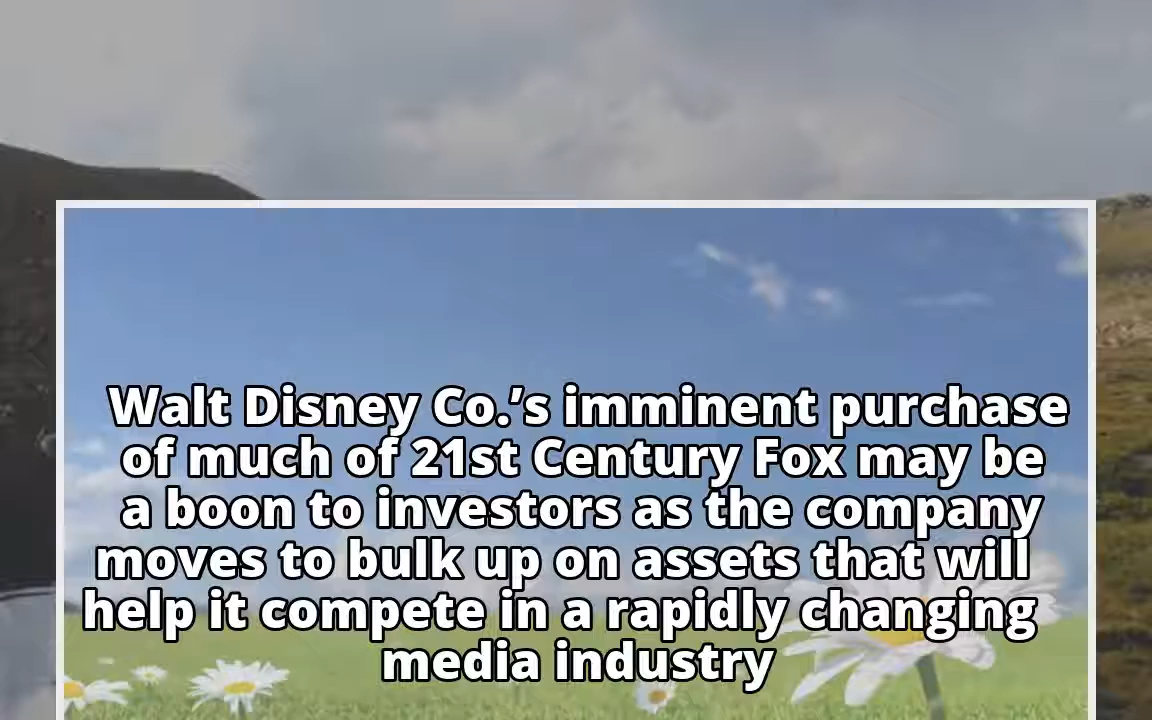 Walt Disney Co.’s imminent purchase
of much of 21st Century Fox may be
a boon to investors as the company
moves to bulk up on assets that will
help it compete in a rapidly changing
media industry